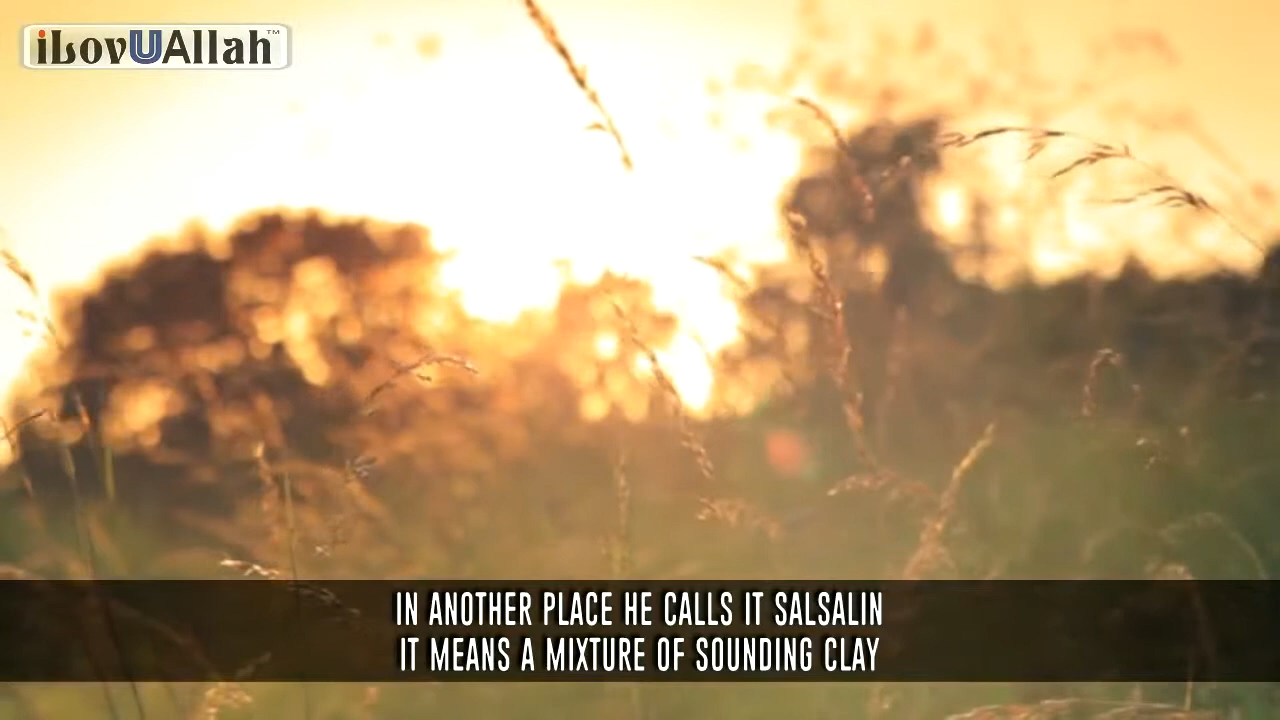 iLovUAllah™
IN ANOTHER PLACE HE CALLS IT SALSALIN
IT MEANS A MIXTURE OF SOUNDING CLAY